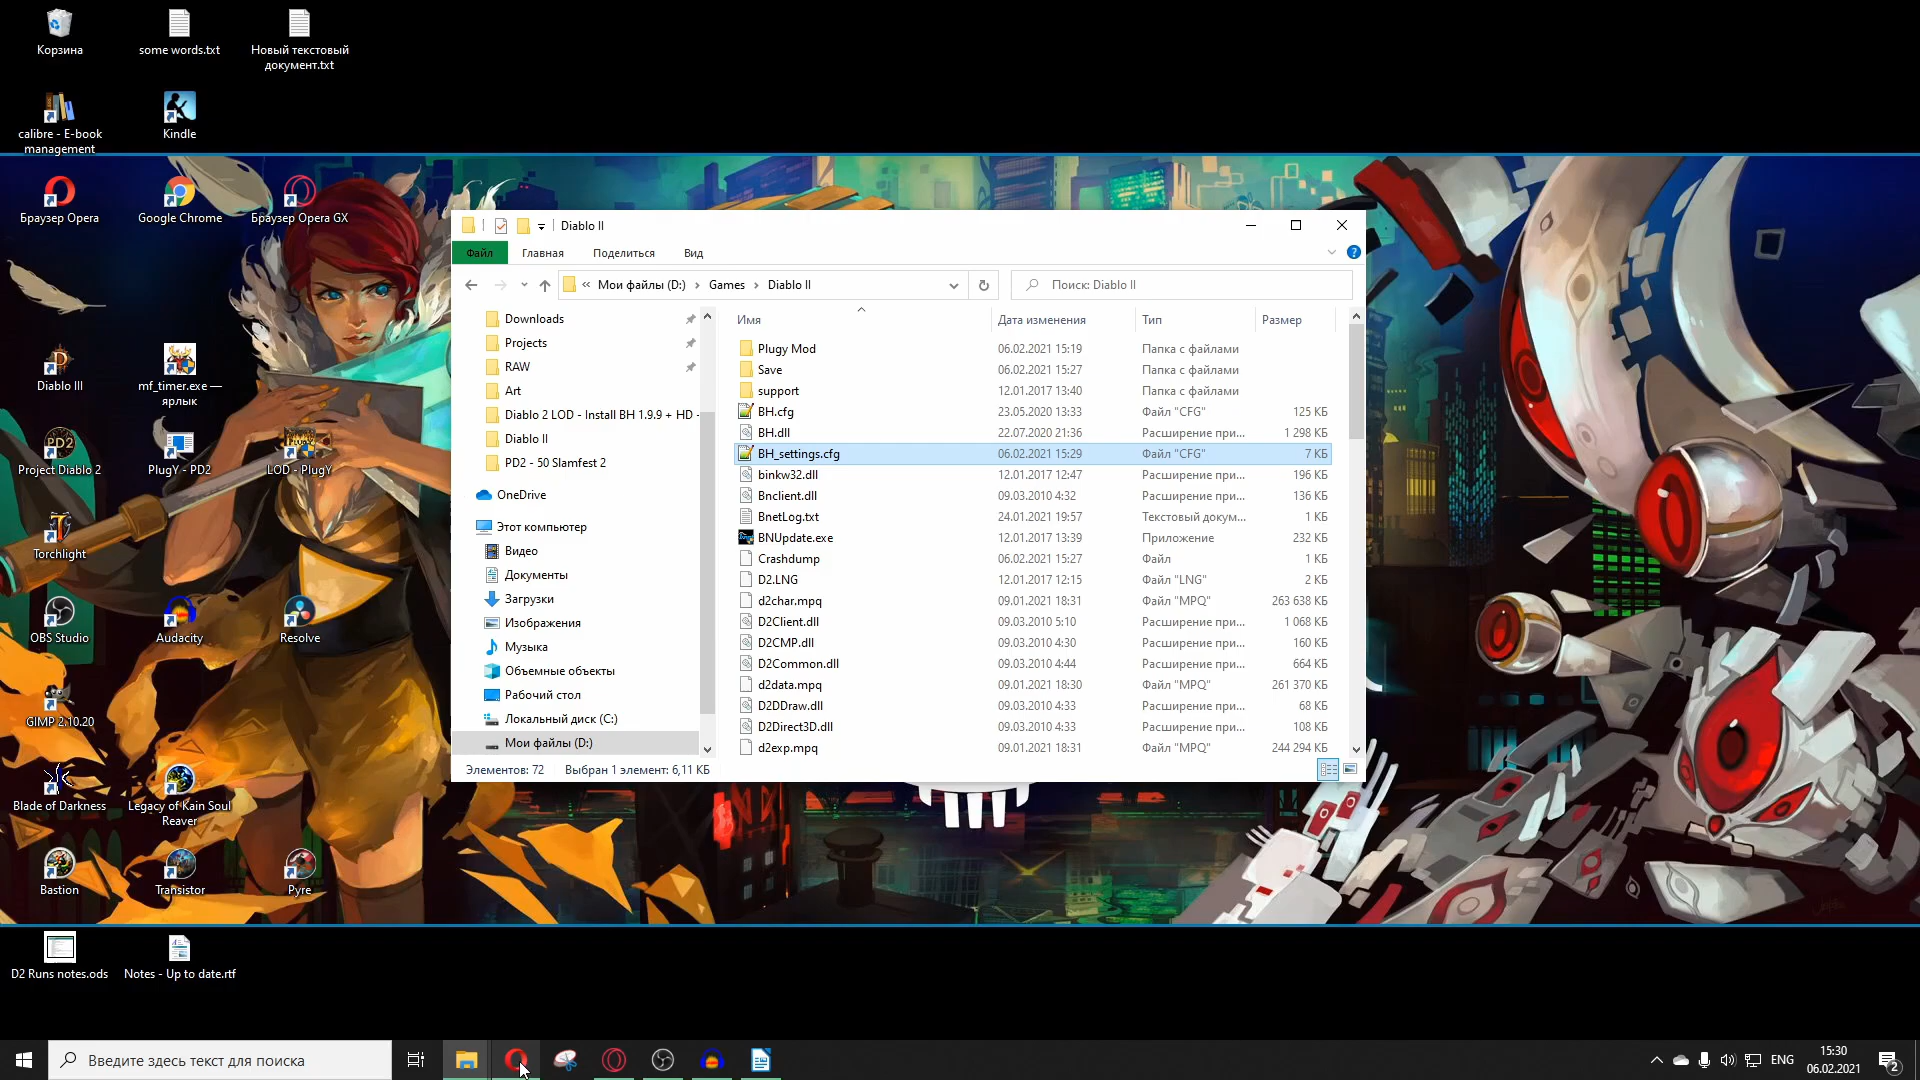 Корзина
some words.txt
Новый текстовый
документ.txt
calibre - E-book
management
Kindle
Браузер Opera
Google Chrome
Браузер Opera GX
Diablo III
mf_timer.exe —
ярлык
Project Diablo 2
PlugY - PD2
LOD - PlugY
Torchlight
OBS Studio
Audacity
Resolve
GIMP 2.10.20
Blade of Darkness
Legacy of Kain Soul
Reaver
Bastion
Transistor
Pyre
D2 Runs notes.ods
Notes - Up to date.rtf
Diablo II
Файл Главная Поделиться Вид
« Мои файлы (D:) › Games › Diablo II
Поиск: Diablo II
Downloads
Projects
RAW
Art
Diablo 2 LOD - Install BH 1.9.9 + HD -
Diablo II
PD2 - 50 Slamfest 2
OneDrive
Этот компьютер
Видео
Документы
Загрузки
Изображения
Музыка
Объемные объекты
Рабочий стол
Локальный диск (C:)
Мои файлы (D:)
Имя Дата изменения Тип Размер
Plugy Mod 06.02.2021 15:19 Папка с файлами
Save 06.02.2021 15:27 Папка с файлами
support 12.01.2017 13:40 Папка с файлами
BH.cfg 23.05.2020 13:33 Файл "CFG" 125 КБ
BH.dll 22.07.2020 21:36 Расширение при... 1 298 КБ
BH_settings.cfg 06.02.2021 15:29 Файл "CFG" 7 КБ
binkw32.dll 12.01.2017 12:47 Расширение при... 196 КБ
Bnclient.dll 09.03.2010 4:32 Расширение при... 136 КБ
BnetLog.txt 24.01.2021 19:57 Текстовый докум... 1 КБ
BNUpdate.exe 12.01.2017 13:39 Приложение 232 КБ
Crashdump 06.02.2021 15:27 Файл 1 КБ
D2.LNG 12.01.2017 12:15 Файл "LNG" 2 КБ
d2char.mpq 09.01.2021 18:31 Файл "MPQ" 263 638 КБ
D2Client.dll 09.03.2010 5:10 Расширение при... 1 068 КБ
D2CMP.dll 09.03.2010 4:30 Расширение при... 160 КБ
D2Common.dll 09.03.2010 4:44 Расширение при... 664 КБ
d2data.mpq 09.01.2021 18:30 Файл "MPQ" 261 370 КБ
D2DDraw.dll 09.03.2010 4:33 Расширение при... 68 КБ
D2Direct3D.dll 09.03.2010 4:33 Расширение при... 108 КБ
d2exp.mpq 09.01.2021 18:31 Файл "MPQ" 244 294 КБ
Элементов: 72 Выбран 1 элемент: 6,11 КБ
Введите здесь текст для поиска
ENG
15:30
06.02.2021
2